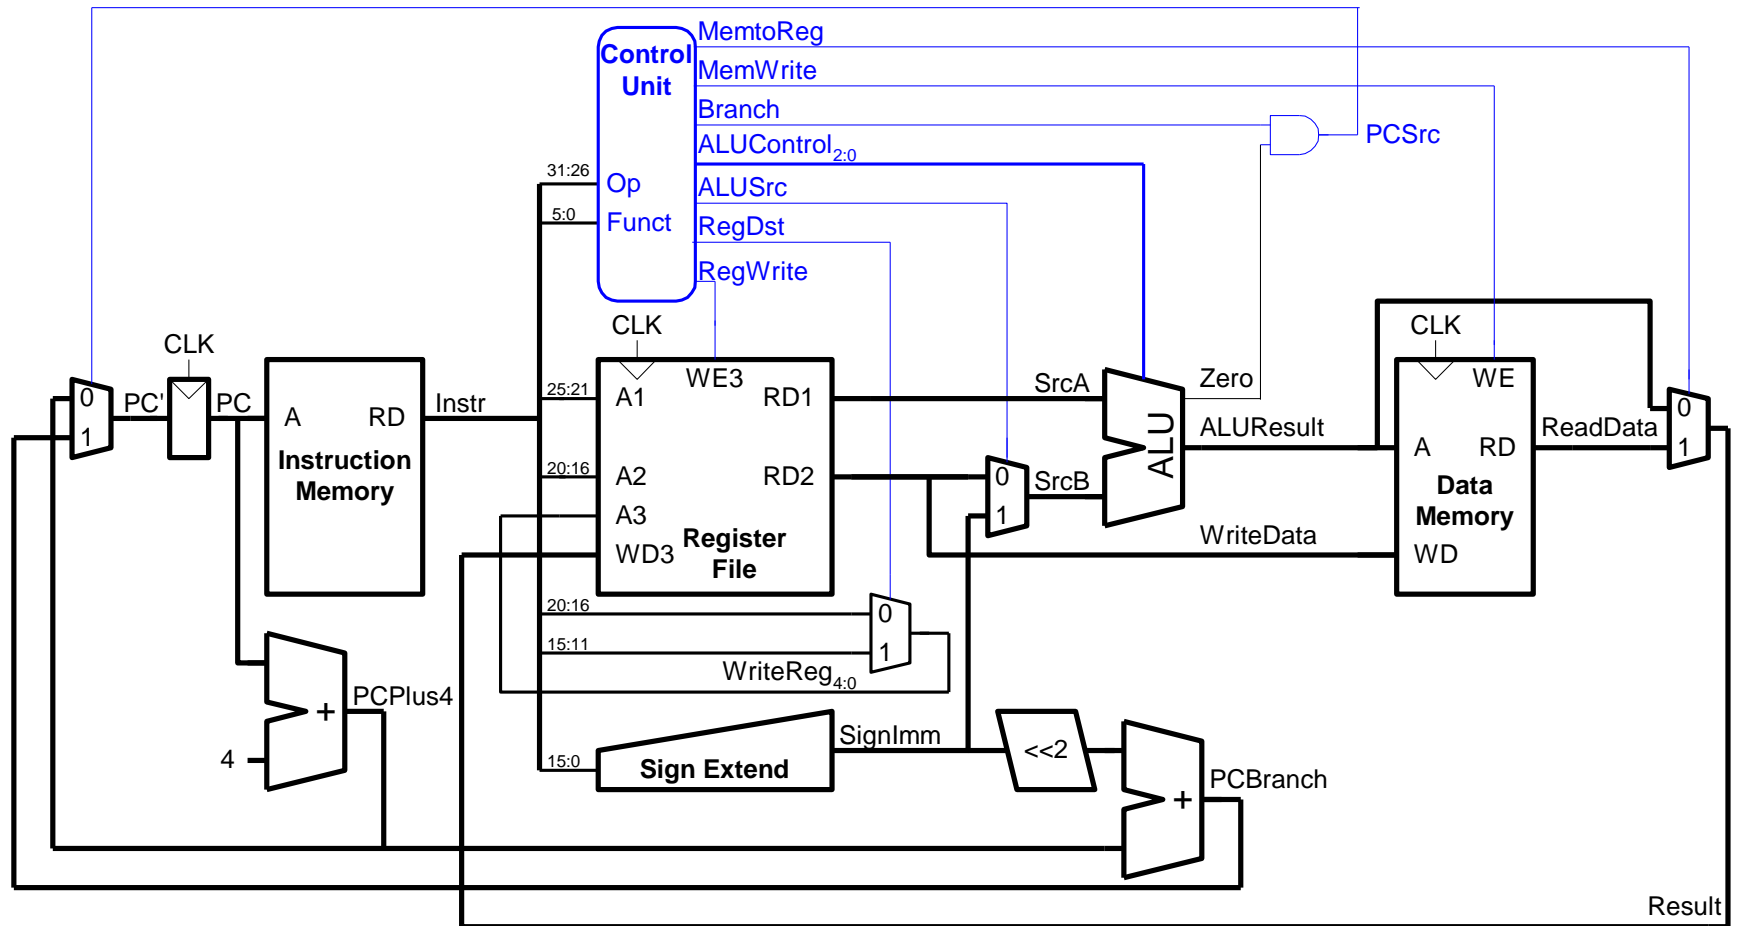 MemtoReg
Control
Unit
MemWrite
Branch
PCSrc
ALUControl2:0
31:26
Op
ALUSrc
5:0
Funct
RegDst
RegWrite
CLK
CLK
CLK
WE3
WE
0
1
PC'
PC
A
RD
Instr
Instruction
Memory
25:21
A1
RD1
SrcA
Zero
ALU
ALUResult
A
RD
ReadData
0
1
20:16
A2
RD2
0
1
SrcB
Data
Memory
A3
WD3
Register
File
WriteData
WD
20:16
0
15:11
1
WriteReg4:0
PCPlus4
+
4
SignImm
<<2
15:0
Sign Extend
PCBranch
+
Result